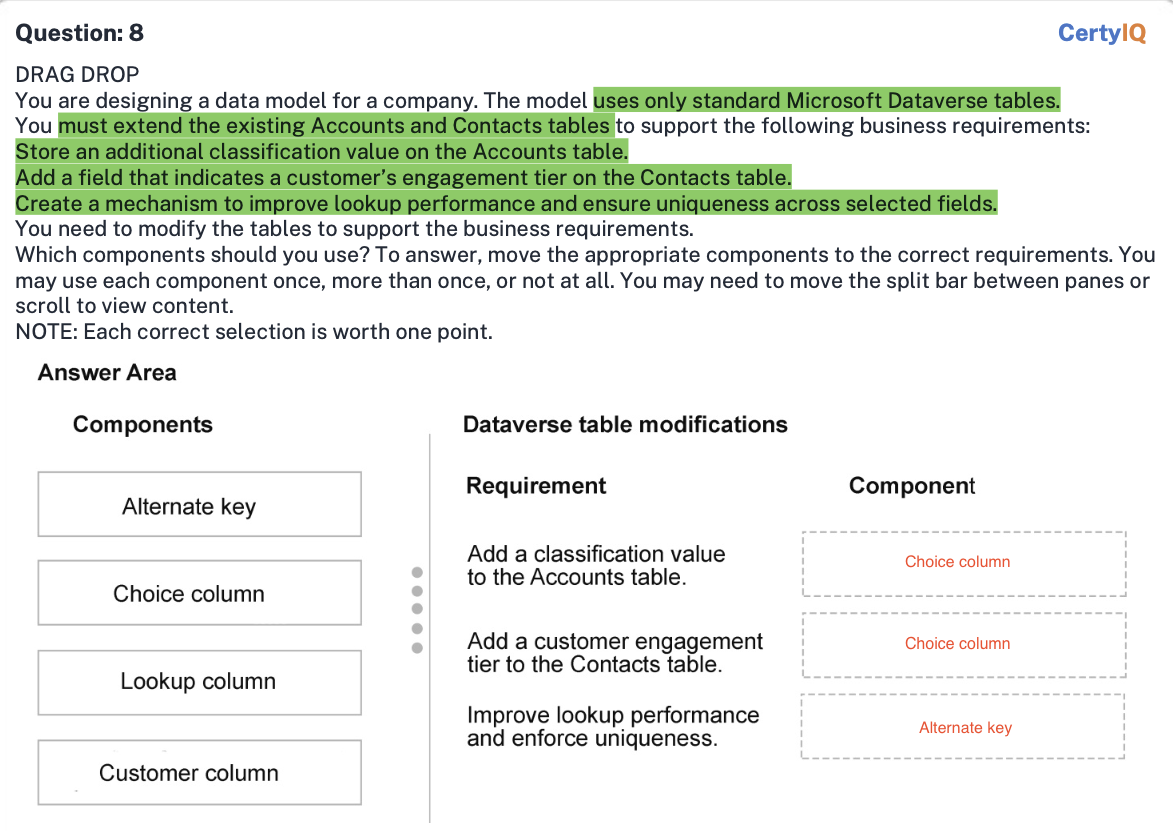 Question: 8
CertyIQ
DRAG DROP
You are designing a data model for a company. The model uses only standard Microsoft Dataverse tables.
You must extend the existing Accounts and Contacts tables to support the following business requirements:
Store an additional classification value on the Accounts table.
Add a field that indicates a customer’s engagement tier on the Contacts table.
Create a mechanism to improve lookup performance and ensure uniqueness across selected fields.
You need to modify the tables to support the business requirements.
Which components should you use? To answer, move the appropriate components to the correct requirements. You
may use each component once, more than once, or not at all. You may need to move the split bar between panes or
scroll to view content.
NOTE: Each correct selection is worth one point.
Answer Area
Components
Alternate key
Choice column
Lookup column
Customer column
Dataverse table modifications
Requirement
Component
Add a classification value
to the Accounts table.
Choice column
Add a customer engagement
tier to the Contacts table.
Choice column
Improve lookup performance
and enforce uniqueness.
Alternate key